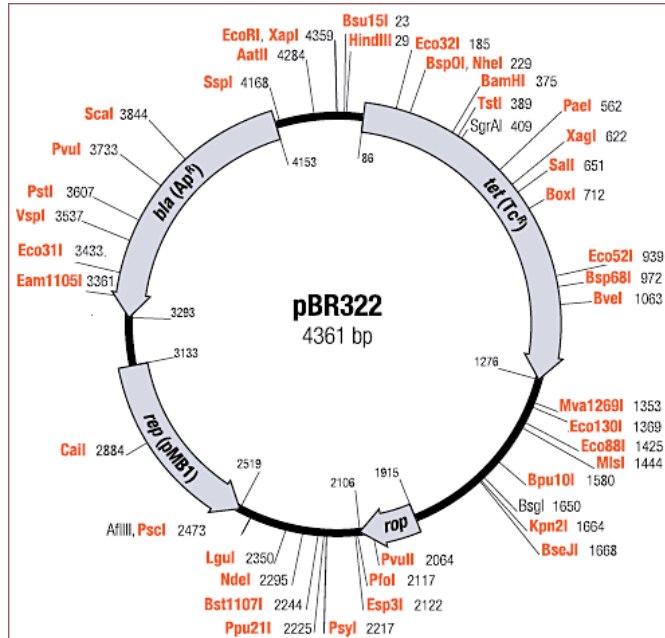 EcoRI, XapI 4359
AatII 4284
SspI 4168
ScaI 3844
PvuI 3733
PstI 3607
VspI 3537
Eco31I 3433
Eam1105I 3361
Bsu15I 23
HindIII 29
Eco32I 185
BspOI, NheI 229
BamHI 375
TstI 389
SgrAI 409
PaeI 562
XagI 622
SalI 651
BoxI 712
Eco52I 939
Bsp68I 972
BveI 1063
4153
86
bla (ApR)
tet (TcR)
pBR322
4361 bp
3293
3133
1276
rep (pMB1)
CaiI 2884
2519
2106
1915
rop
Mva1269I 1353
Eco130I 1369
Eco88I 1425
MlsI 1444
Bpu10I 1580
BsgI 1650
Kpn2I 1664
BseJI 1668
AflIII, PscI 2473
LguI 2350
NdeI 2295
Bst1107I 2244
Ppu21I 2225
PsyI 2217
PvuII 2064
PfoI 2117
Esp3I 2122